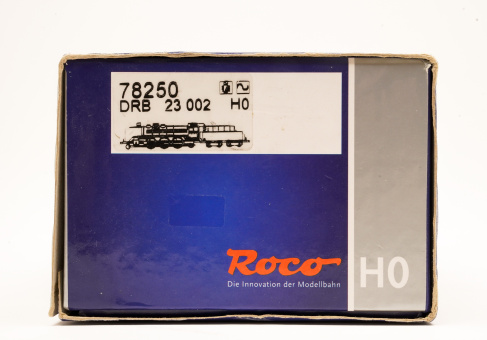 78250
DRB 23 002 H0
Roco
Die Innovation der Modellbahn
H0